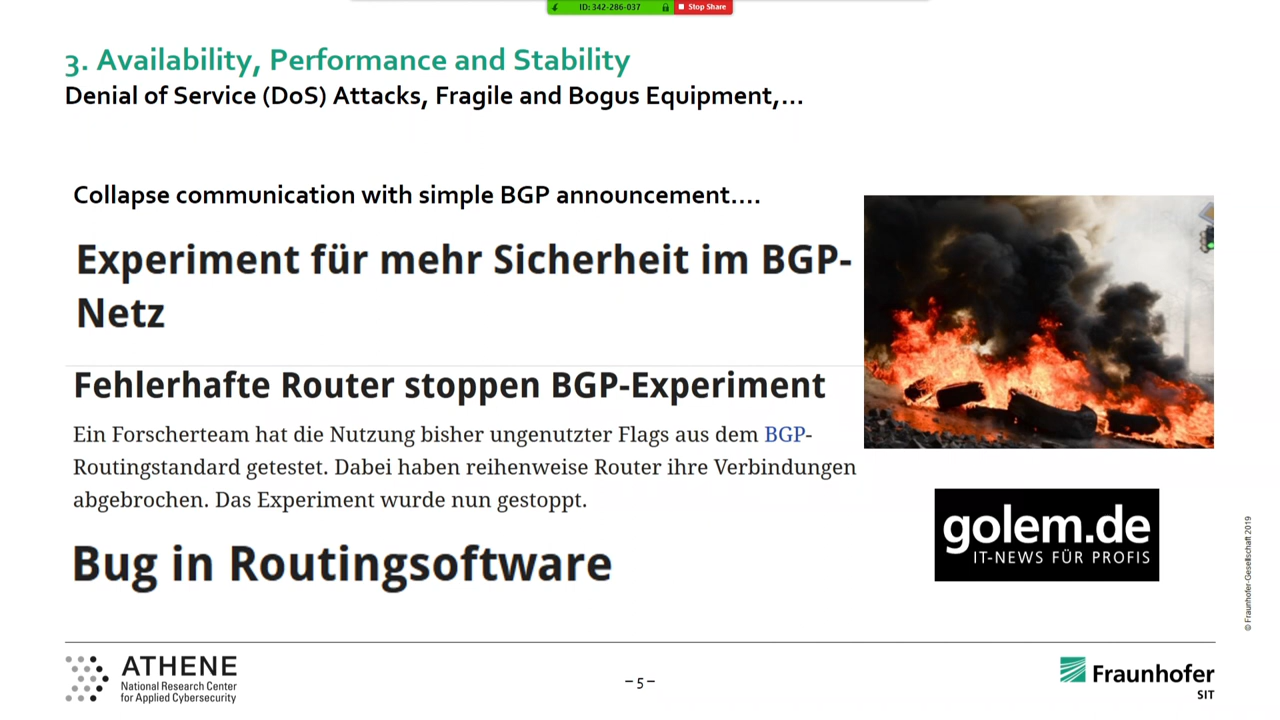 ID: 342-286-037
Stop Share
3. Availability, Performance and Stability
Denial of Service (DoS) Attacks, Fragile and Bogus Equipment,...
Collapse communication with simple BGP announcement....
Experiment für mehr Sicherheit im BGP-
Netz
Fehlerhafte Router stoppen BGP-Experiment
Ein Forscherteam hat die Nutzung bisher ungenutzter Flags aus dem BGP-
Routingstandard getestet. Dabei haben reihenweise Router ihre Verbindungen
abgebrochen. Das Experiment wurde nun gestoppt.
Bug in Routingsoftware
golem.de
IT-NEWS FÜR PROFIS
© Fraunhofer-Gesellschaft 2019
ATHENE
National Research Center
for Applied Cybersecurity
– 5 –
Fraunhofer
SIT